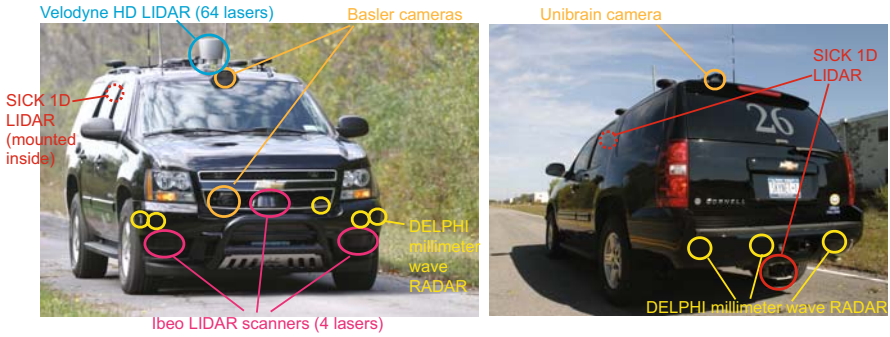 Velodyne HD LIDAR (64 lasers)
Basler cameras
SICK 1D
LIDAR
(mounted
inside)
DELPHI
millimeter
wave
RADAR
Ibeo LIDAR scanners (4 lasers)
Unibrain camera
SICK 1D
LIDAR
26
CORNELL
DELPHI millimeter wave RADAR